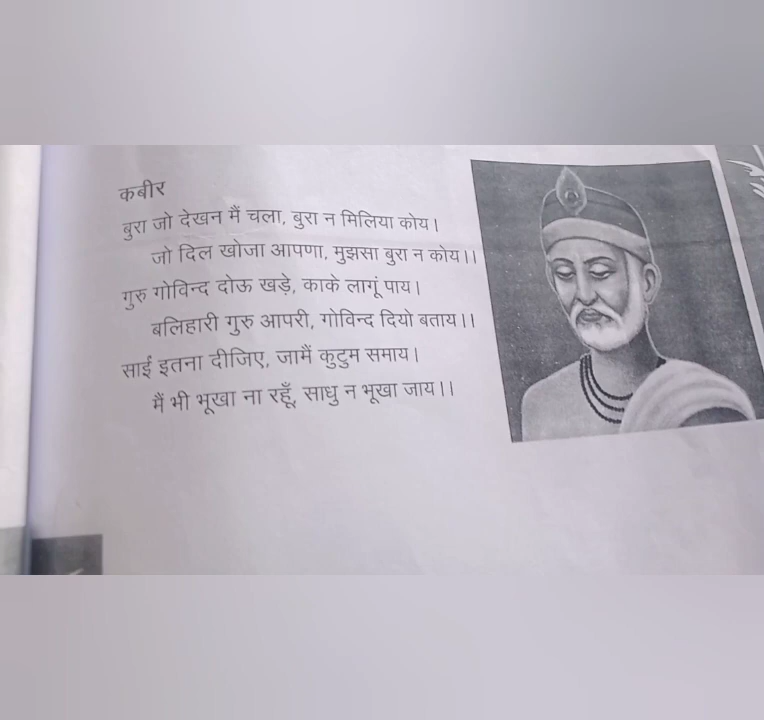 कबीर
बुरा जो देखन मैं चला, बुरा न मिलिया कोय।
जो दिल खोजा आपणा, मुझसा बुरा न कोय।।
गुरु गोविन्द दोऊ खड़े, काके लागूं पाय।
बलिहारी गुरु आपरी, गोविन्द दियो बताय।।
साईं इतना दीजिए, जामैं कुटुम समाय।
मैं भी भूखा ना रहूँ, साधु न भूखा जाय।।